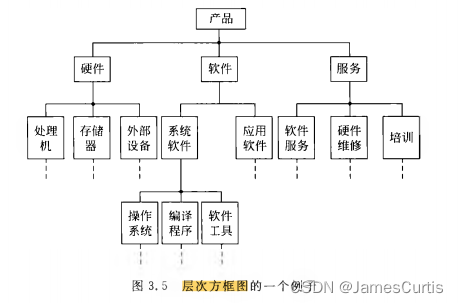 产品
硬件
软件
服务
处理
机
存储
器
外部
设备
系统
软件
应用
软件
软件
服务
硬件
维修
培训
操作
系统
编译
程序
软件
工具
图 3.5 层次方框图的一个例子
CSDN @JamesCurtis